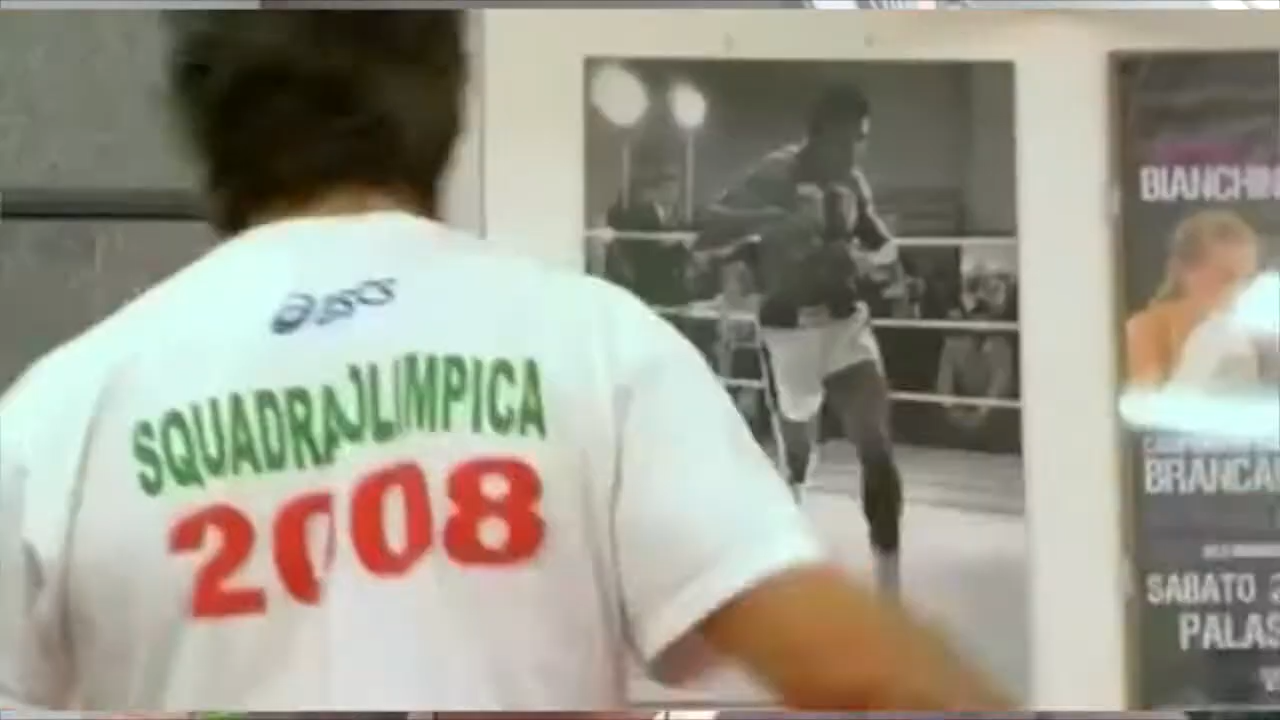 asics
SQUADRA OLIMPICA
2008
BIANCHIN
BRANCA
SABATO
PALAS